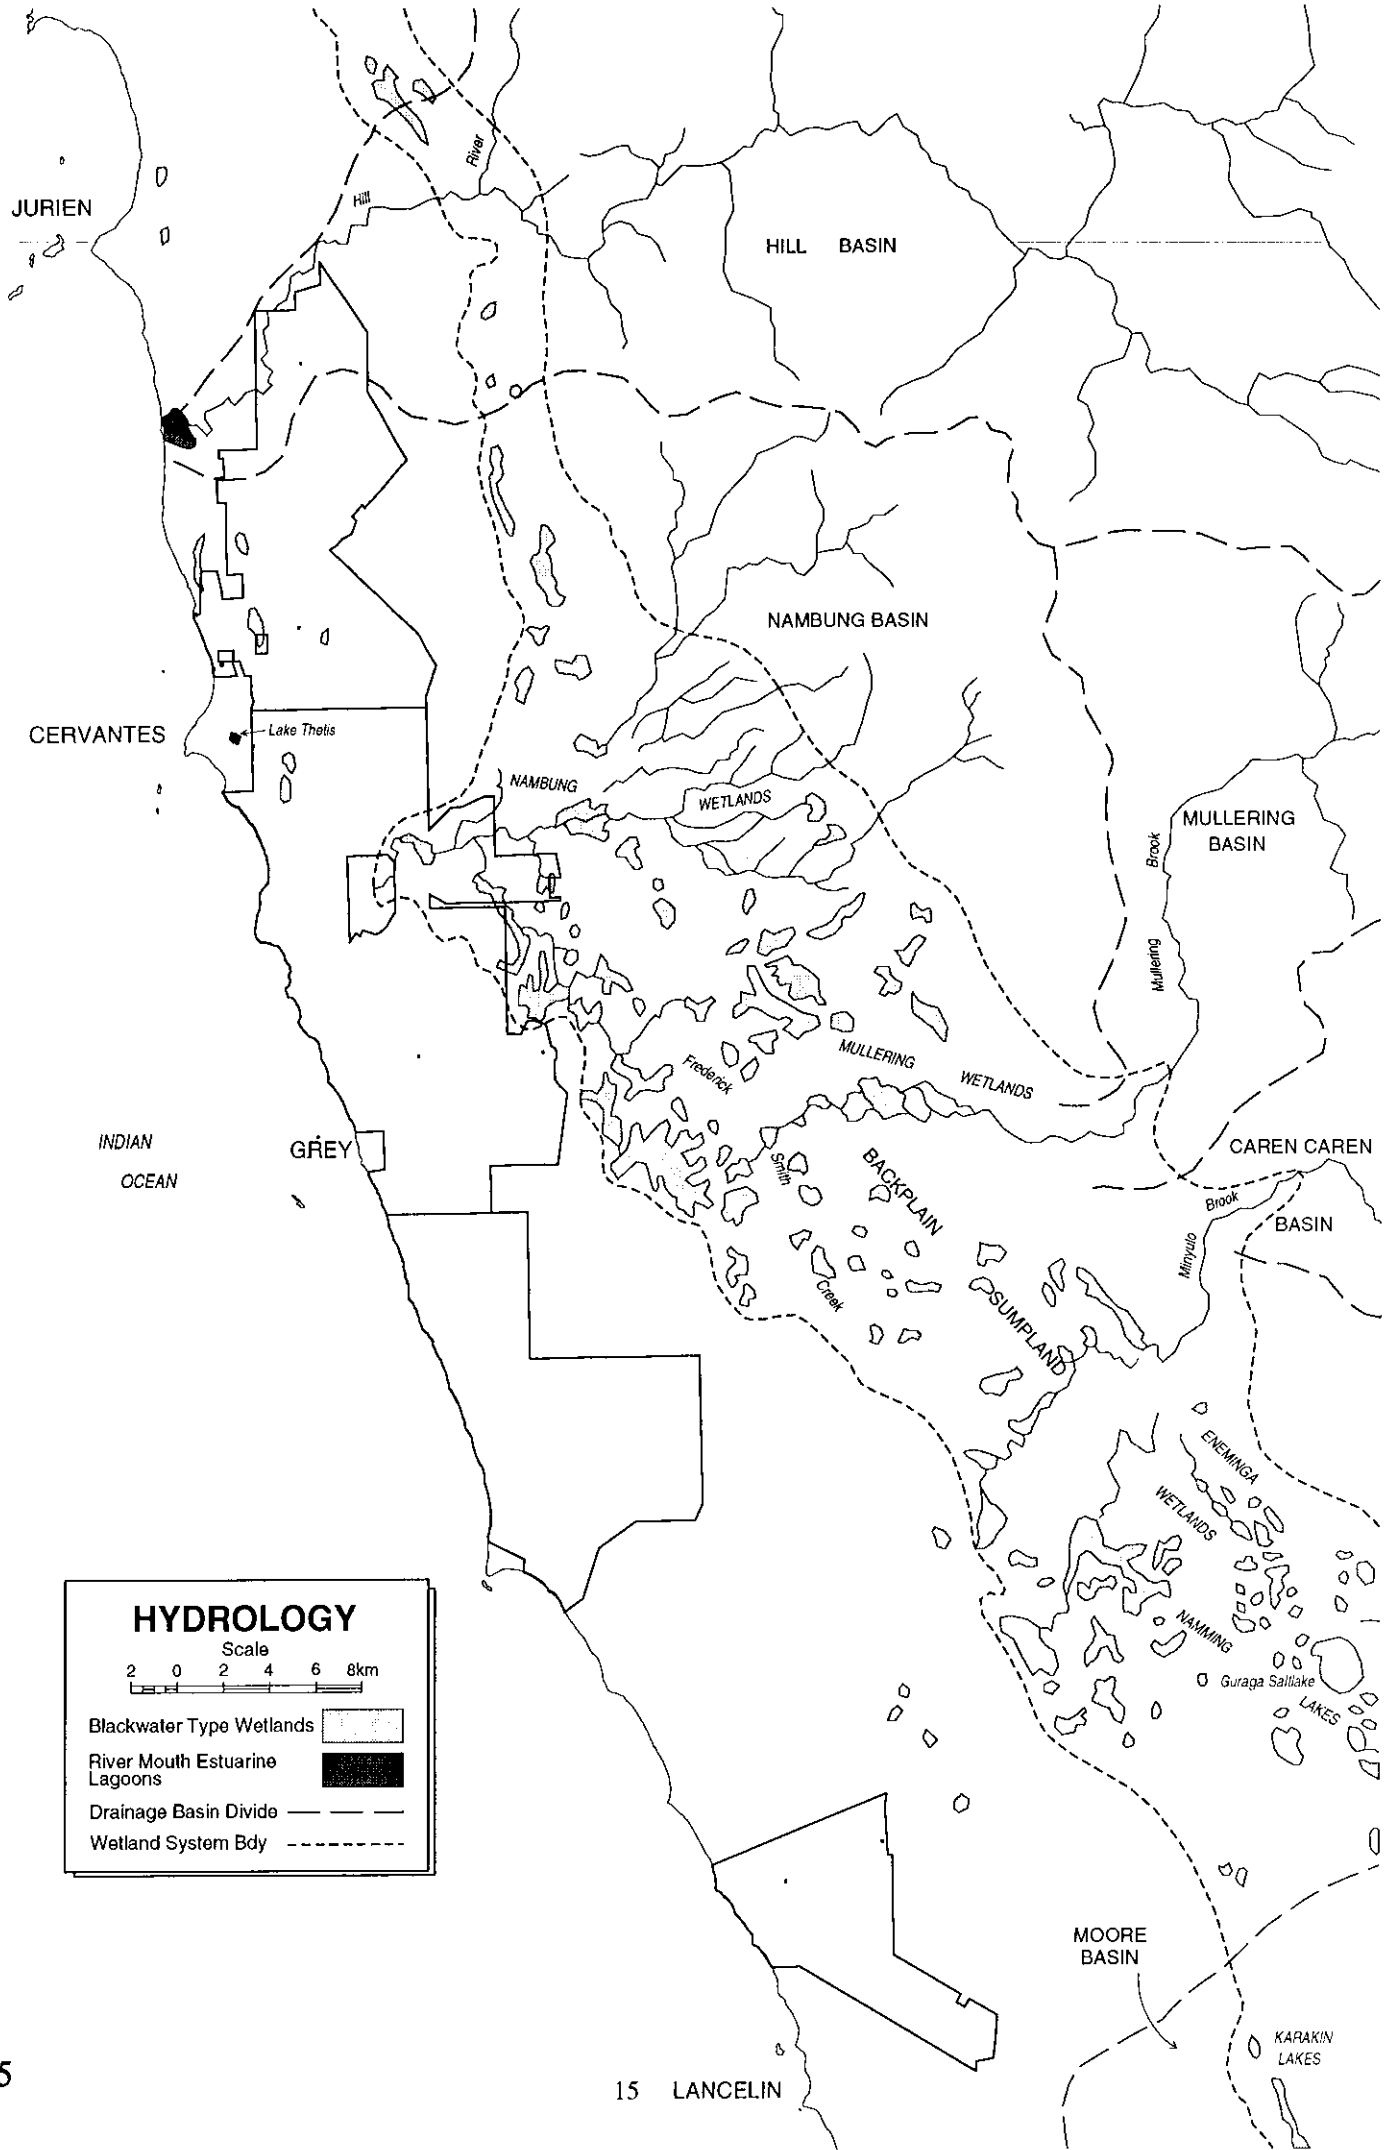 River
Hill
JURIEN
HILL BASIN
NAMBUNG BASIN
CERVANTES
Lake Thetis
NAMBUNG
WETLANDS
MULLERING
BASIN
Brook
Mullering
MULLERING
WETLANDS
Frederick
Smith
Creek
INDIAN
OCEAN
GREY
BACKPLAIN
SUMPLAND
CAREN CAREN
BASIN
Brook
Minyulo
ENEMINGA
WETLANDS
NAMMING
LAKES
Guraga Saltlake
HYDROLOGY
Scale
2 0 2 4 6 8km
Blackwater Type Wetlands
River Mouth Estuarine
Lagoons
Drainage Basin Divide
Wetland System Bdy
MOORE
BASIN
KARAKIN
LAKES
5
15 LANCELIN